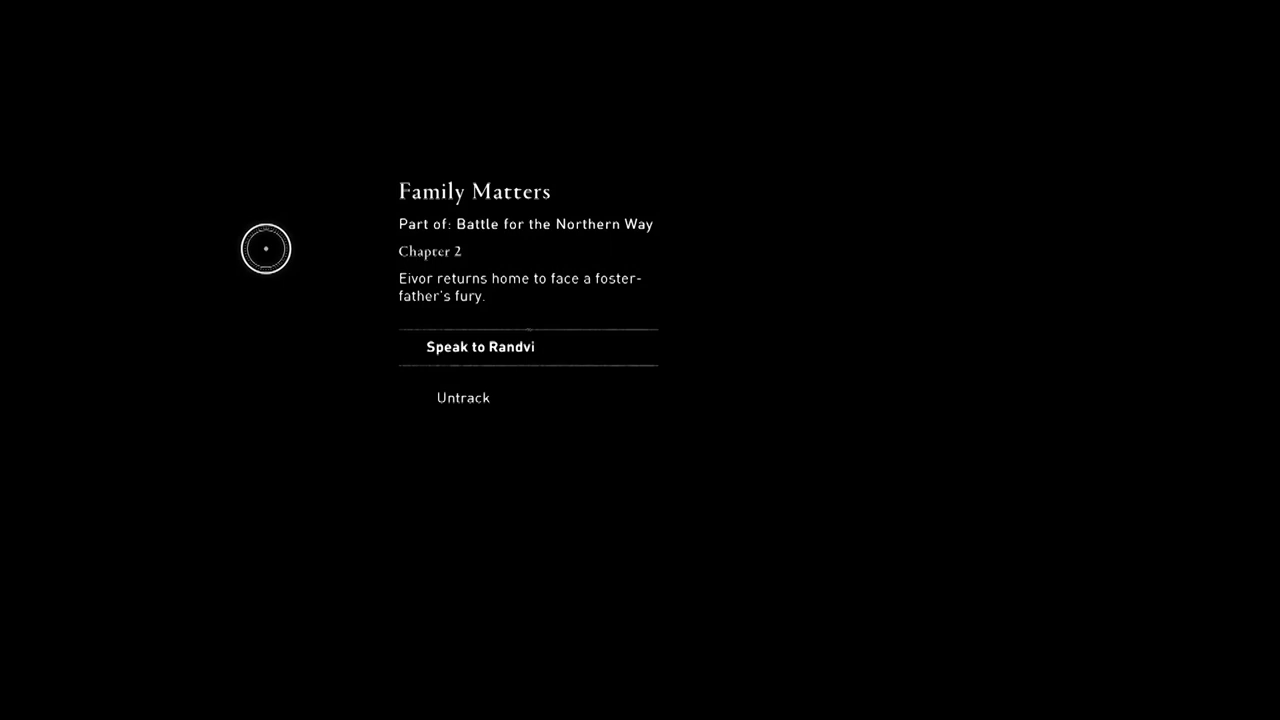 Family Matters
Part of: Battle for the Northern Way
Chapter 2
Eivor returns home to face a foster-
father's fury.
Speak to Randvi
Untrack